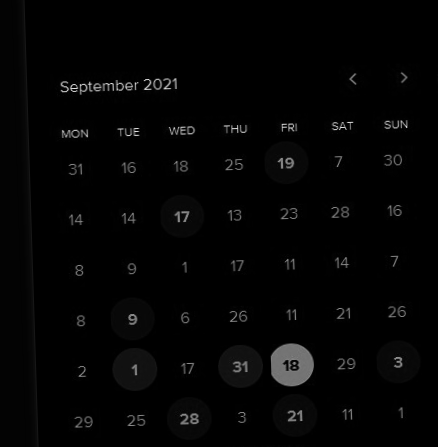 September 2021 < >
MON TUE WED THU FRI SAT SUN
31 16 18 25 19 7 30
14 14 17 13 23 28 16
8 9 1 17 11 14 7
8 9 6 26 11 21 26
2 1 17 31 18 29 3
29 25 28 3 21 11 1